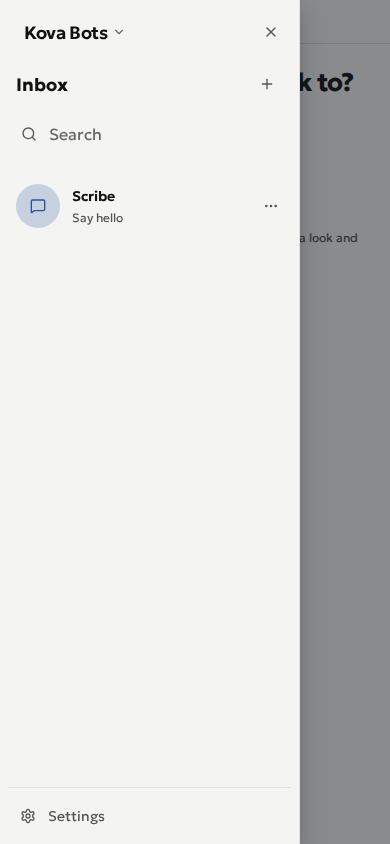 Kova Bots
Inbox
Search
Scribe
Say hello
Settings
k to?
a look and